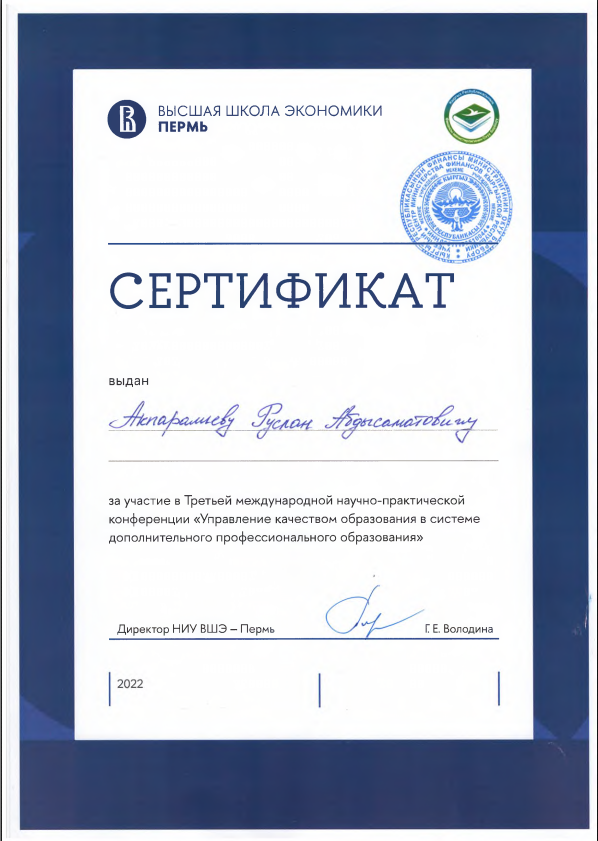 ВЫСШАЯ ШКОЛА ЭКОНОМИКИ
ПЕРМЬ
СЕРТИФИКАТ
выдан
Акпаралиеву Руслан Абдысаматовичу
за участие в Третьей международной научно-практической
конференции «Управление качеством образования в системе
дополнительного профессионального образования»
Директор НИУ ВШЭ – Пермь
Г. Е. Володина
2022